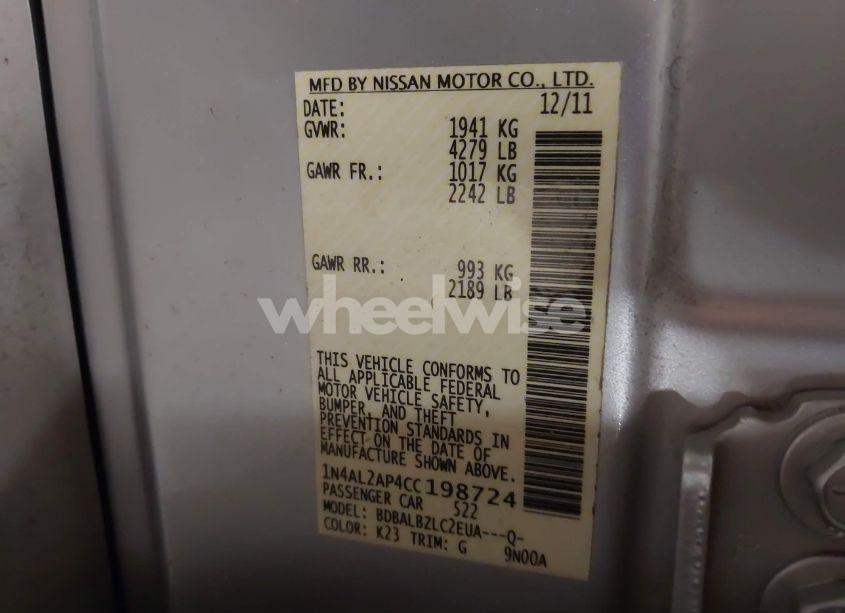 MFD BY NISSAN MOTOR CO., LTD.
DATE: 12/11
GVWR: 1941 KG
4279 LB
GAWR FR.: 1017 KG
2242 LB
GAWR RR.: 993 KG
2189 LB
wheelwise
THIS VEHICLE CONFORMS TO
ALL APPLICABLE FEDERAL
MOTOR VEHICLE SAFETY,
BUMPER, AND THEFT
PREVENTION STANDARDS IN
EFFECT ON THE DATE OF
MANUFACTURE SHOWN ABOVE.
1N4AL2AP4CC198724
PASSENGER CAR 522
MODEL: BDBALBZLC2EUA---Q-
COLOR: K23 TRIM: G 9N00A